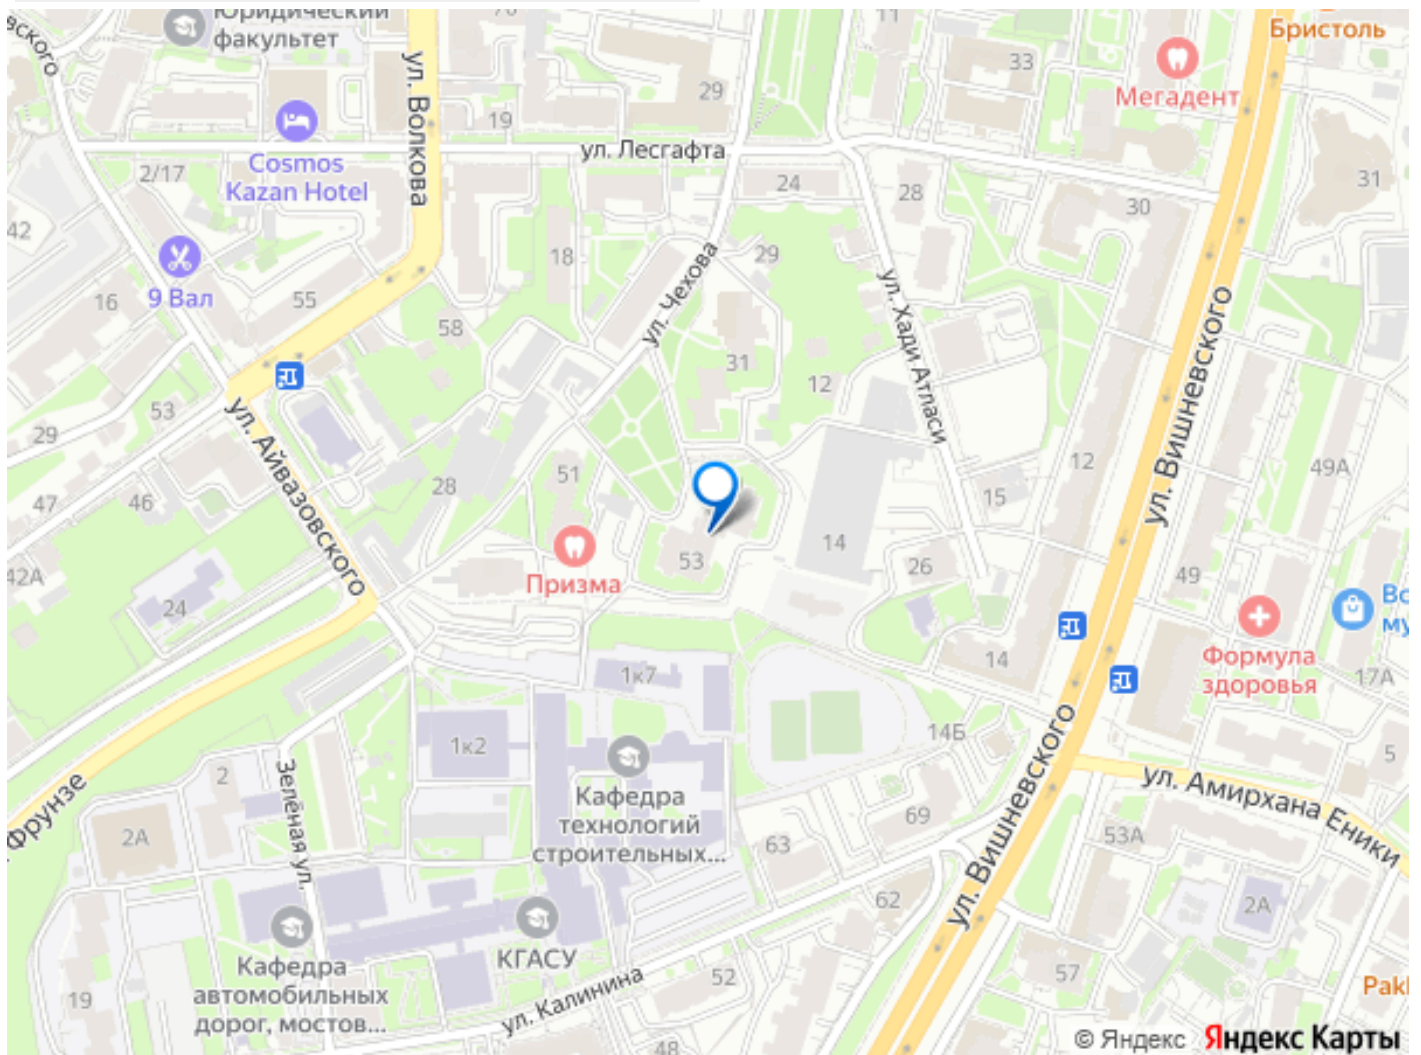 Юридический
факультет
70
11
Бристоль
вского
33
Мегадент
ул. Волкова
29
19
ул. Лесгафта
Cosmos
Kazan Hotel
2/17
24
28
31
30
42
18
29
ул. Чехова
9 Вал
16
55
58
ул. Хади Атласи
ул. Вишневского
31
12
53
29
ул. Айвазовского
12
49А
51
28
47
46
15
14
53
Призма
26
42А
24
49
Формула
здоровья
14
17А
1к7
14Б
1к2
5
Зелёная ул.
2
ул. Вишневского
ул. Амирхана Еники
Кафедра
технологий
строительных...
Фрунзе
2А
69
63
53А
62
2А
КГАСУ
Кафедра
автомобильных
дорог, мостов...
19
ул. Калинина
52
57
48
© Яндекс Яндекс Карты